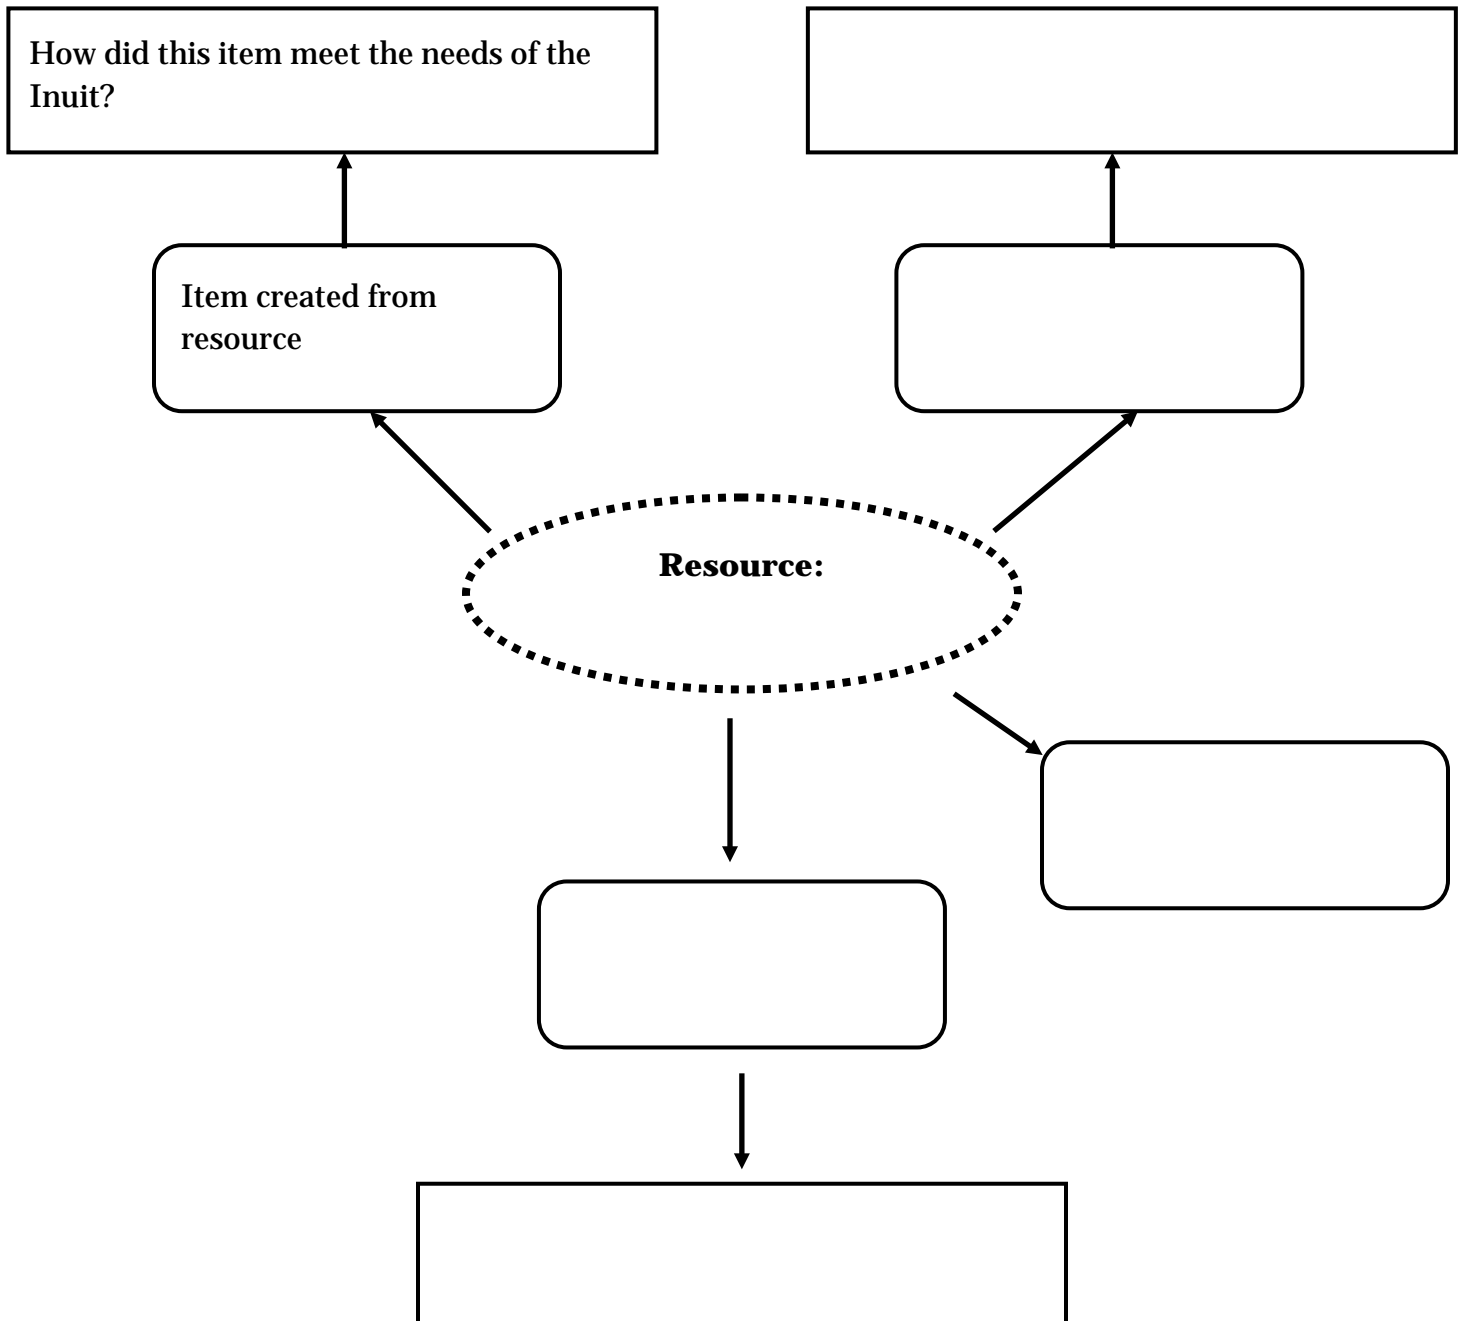 How did this item meet the needs of the
Inuit?
Item created from
resource
Resource: